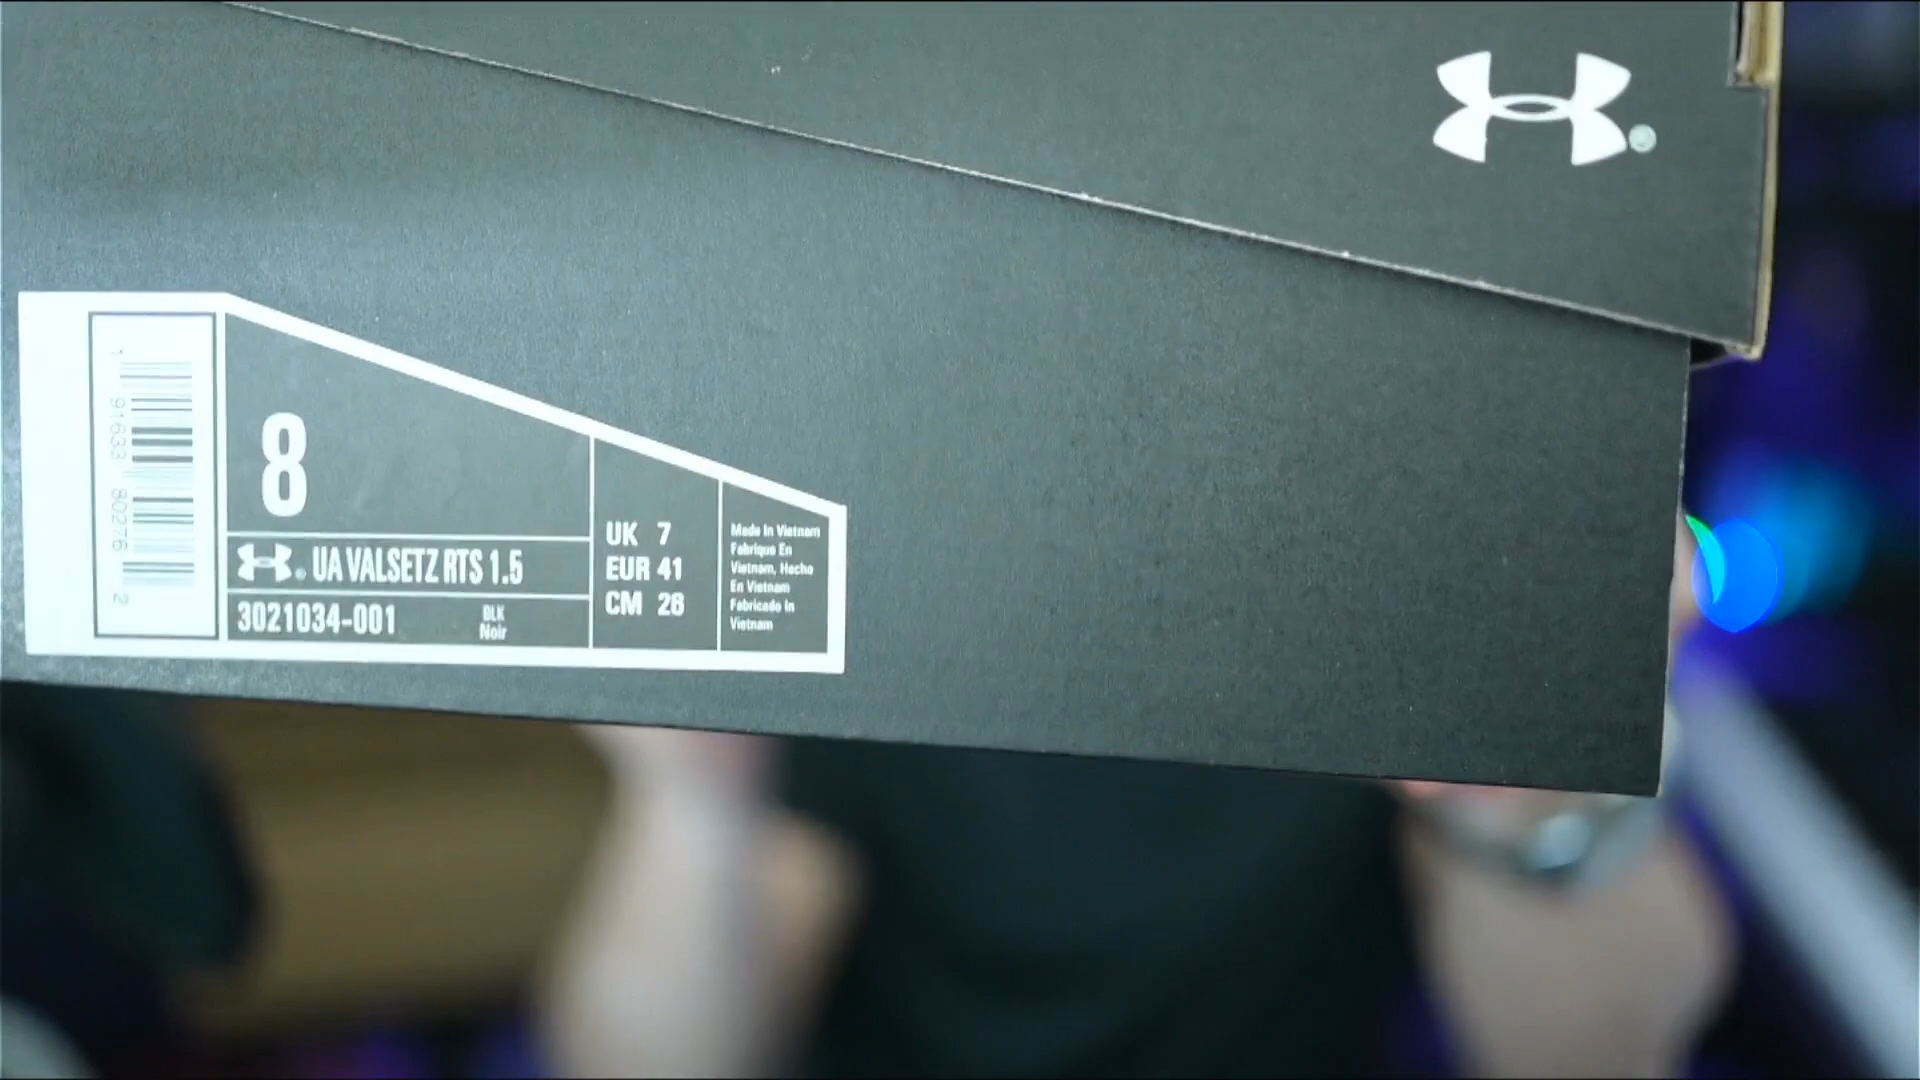 1 91633 80276 2
8
UA VALSETZ RTS 1.5
3021034-001
BLK
Noir
UK 7
EUR 41
CM 26
Made In Vietnam
Fabrique En
Vietnam, Hecho
En Vietnam
Fabricado In
Vietnam